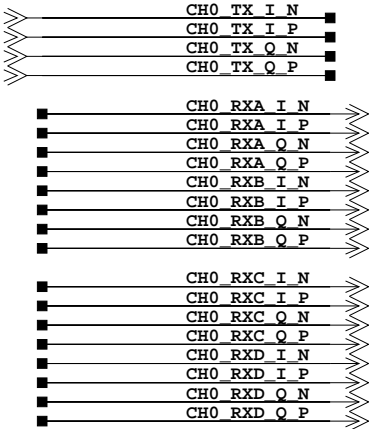 CH0_TX_I_N
CH0_TX_I_P
CH0_TX_Q_N
CH0_TX_Q_P
CH0_RXA_I_N
CH0_RXA_I_P
CH0_RXA_Q_N
CH0_RXA_Q_P
CH0_RXB_I_N
CH0_RXB_I_P
CH0_RXB_Q_N
CH0_RXB_Q_P
CH0_RXC_I_N
CH0_RXC_I_P
CH0_RXC_Q_N
CH0_RXC_Q_P
CH0_RXD_I_N
CH0_RXD_I_P
CH0_RXD_Q_N
CH0_RXD_Q_P